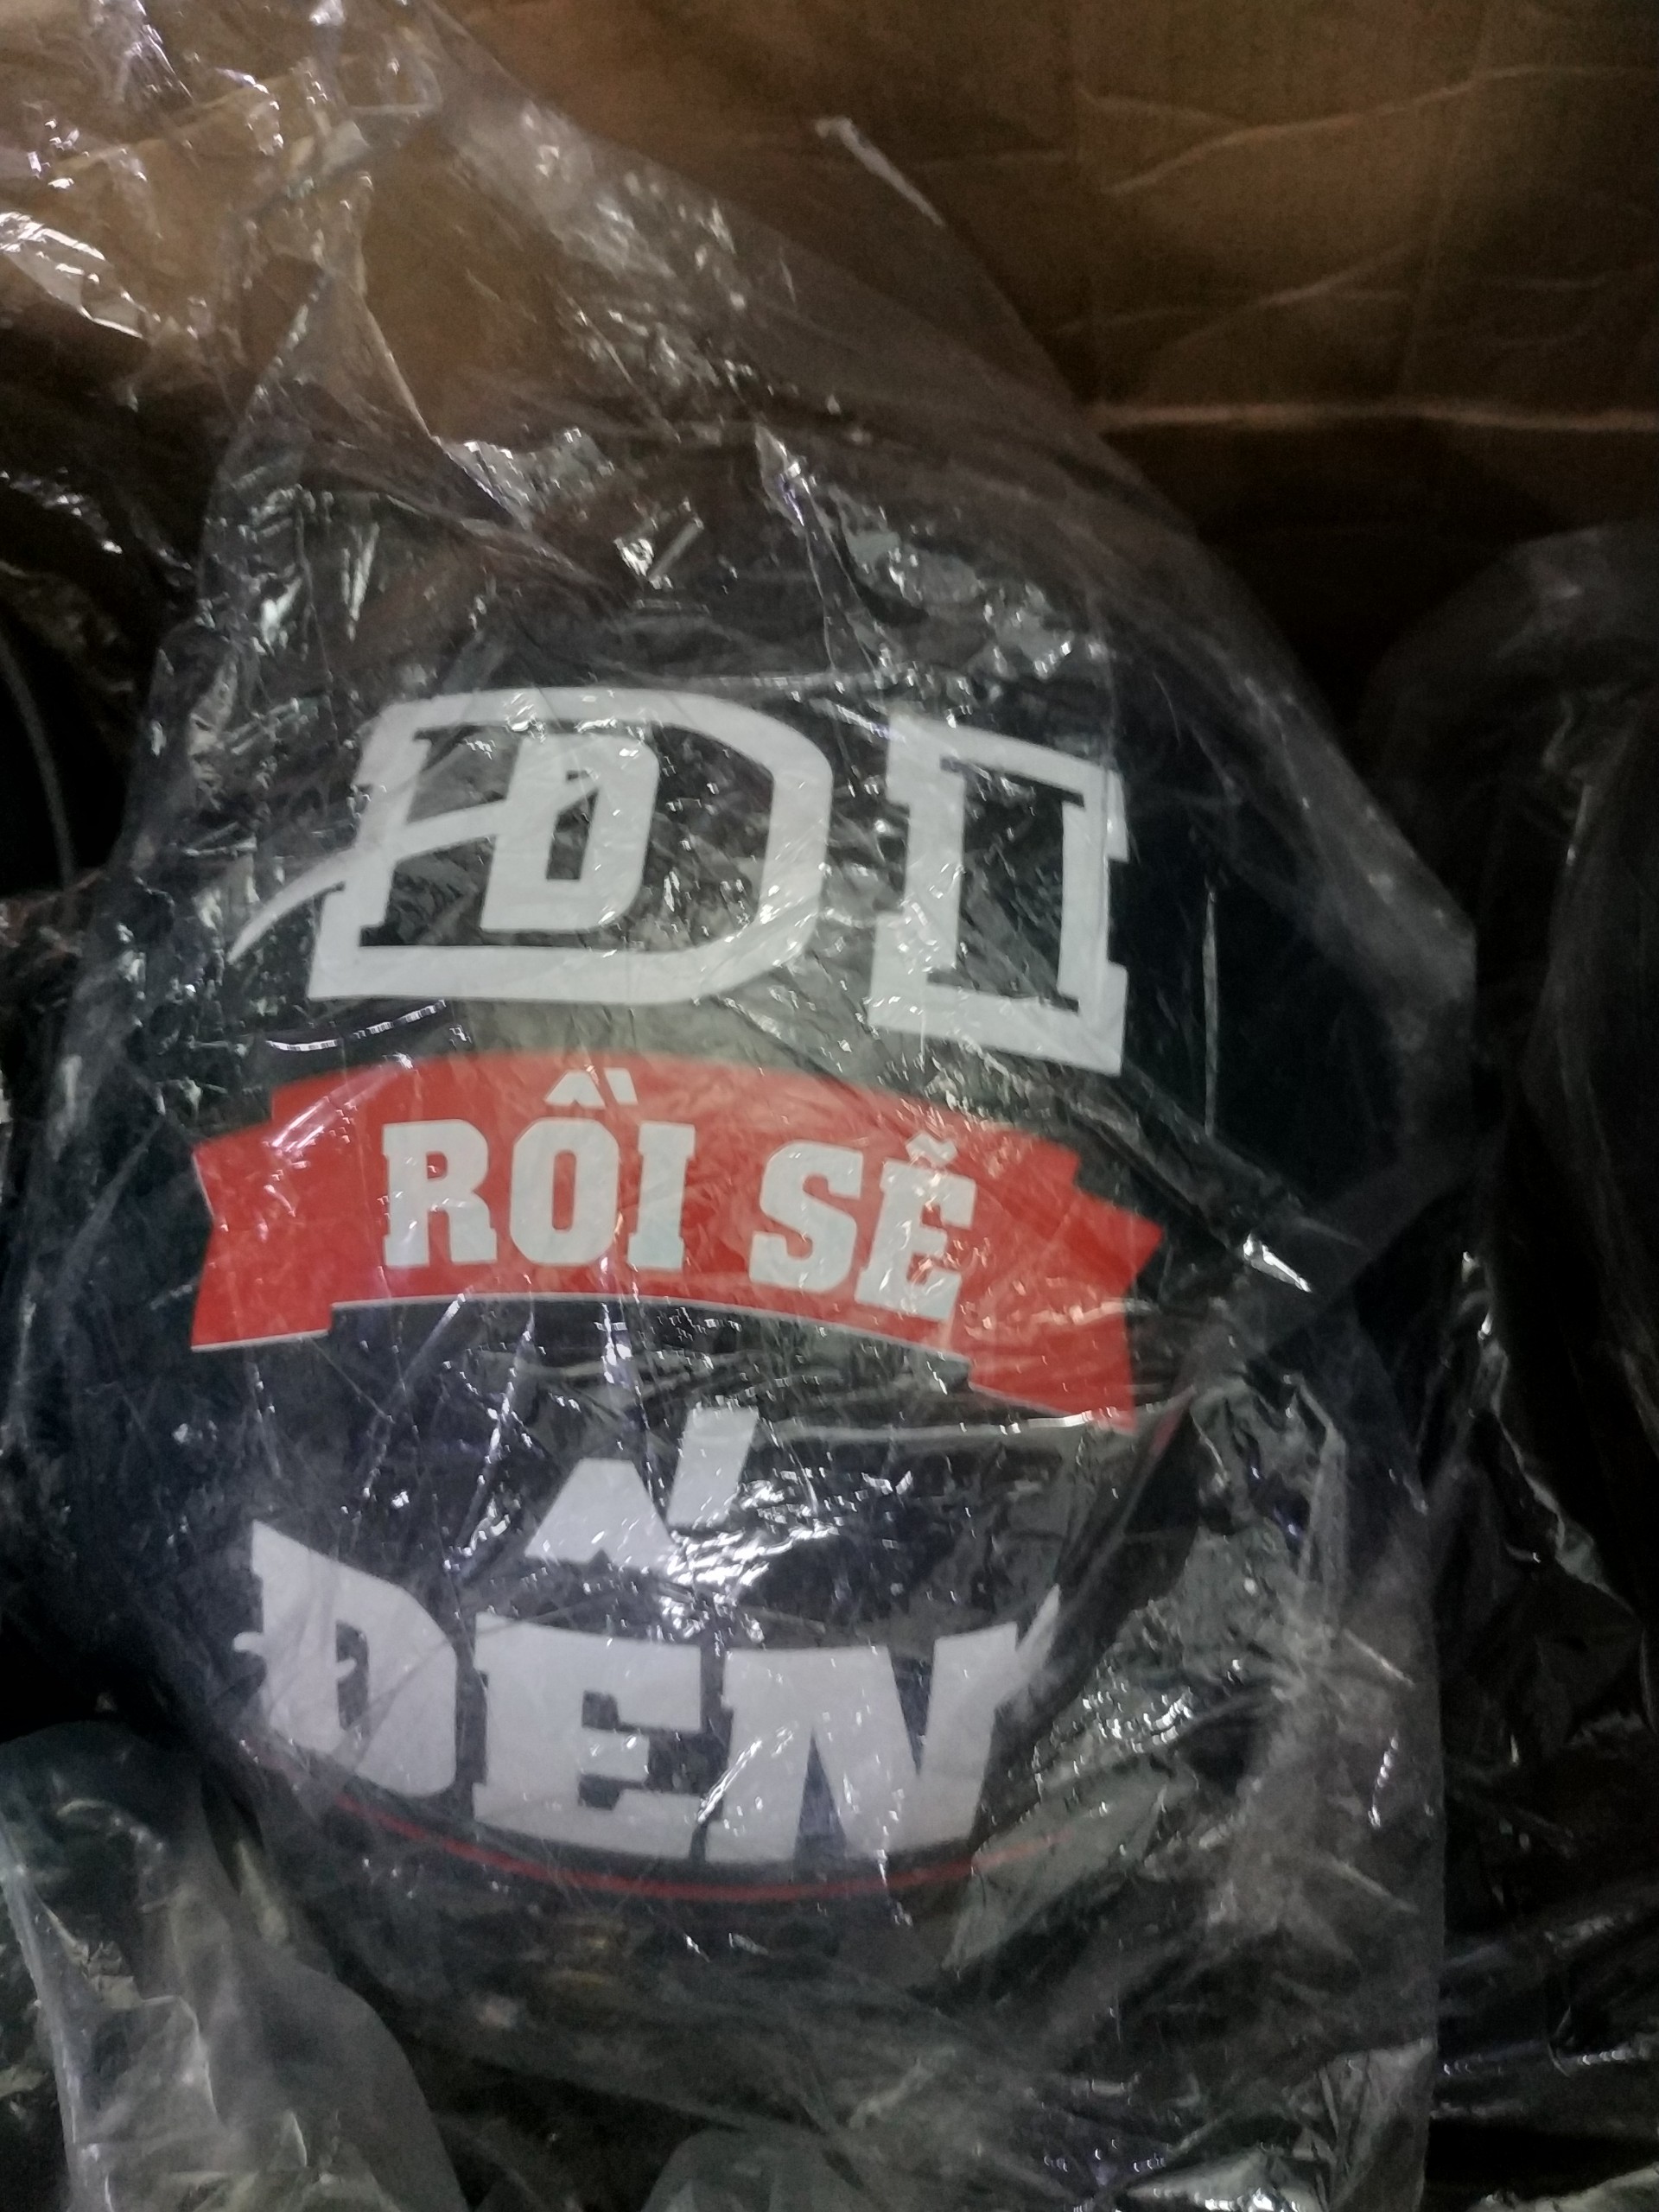 ĐI
RỒI SẼ
ĐẾN